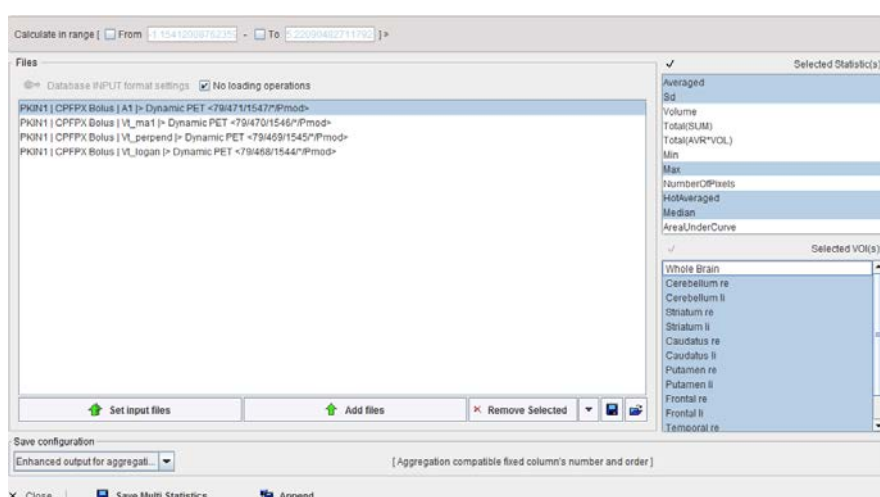 Calculate in range [ From - To ] »
Files
Database INPUT format settings No loading operations
PKIN1 | CPFPX Bolus | A1 |> Dynamic PET <79/471/1547/*/Pmod>
PKIN1 | CPFPX Bolus | Vt_ma1 |> Dynamic PET <79/470/1546/*/Pmod>
PKIN1 | CPFPX Bolus | Vt_perpend |> Dynamic PET <79/469/1545/*/Pmod>
PKIN1 | CPFPX Bolus | Vt_logan |> Dynamic PET <79/468/1544/*/Pmod>
Set input files
Add files
Remove Selected
Selected Statistic(s)
Averaged
Sd
Volume
Total(SUM)
Total(AVR*VOL)
Min
Max
NumberOfPixels
HotAveraged
Median
AreaUnderCurve
Selected VOI(s)
Whole Brain
Cerebellum re
Cerebellum li
Striatum re
Striatum li
Caudatus re
Caudatus li
Putamen re
Putamen li
Frontal re
Frontal li
Temporal re
Save configuration
Enhanced output for aggregati...
[ Aggregation compatible fixed column's number and order ]
Close
Save Multi Statistics
Append